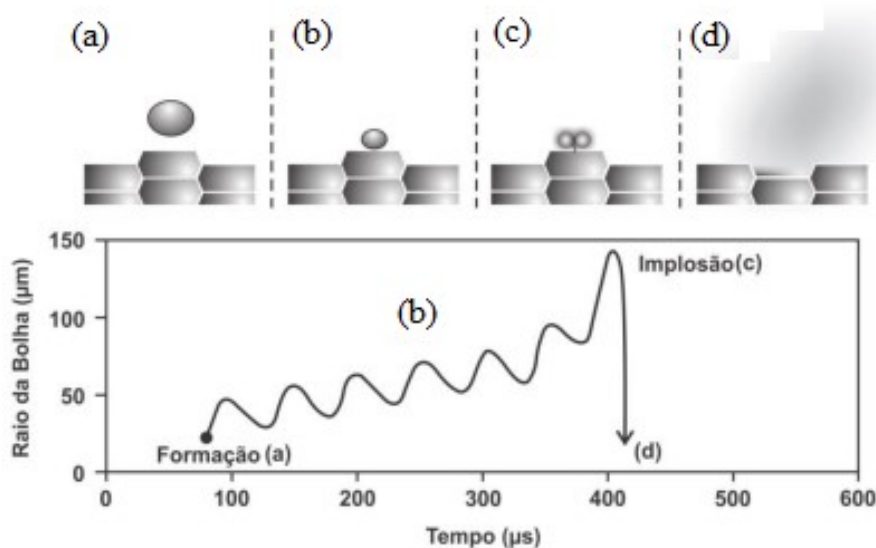 (a)
(b)
(c)
(d)
150
100
50
0
Raio da Bolha (μm)
Implosão(c)
(b)
Formação(a)
(d)
0
100
200
300
400
500
600
Tempo (μs)